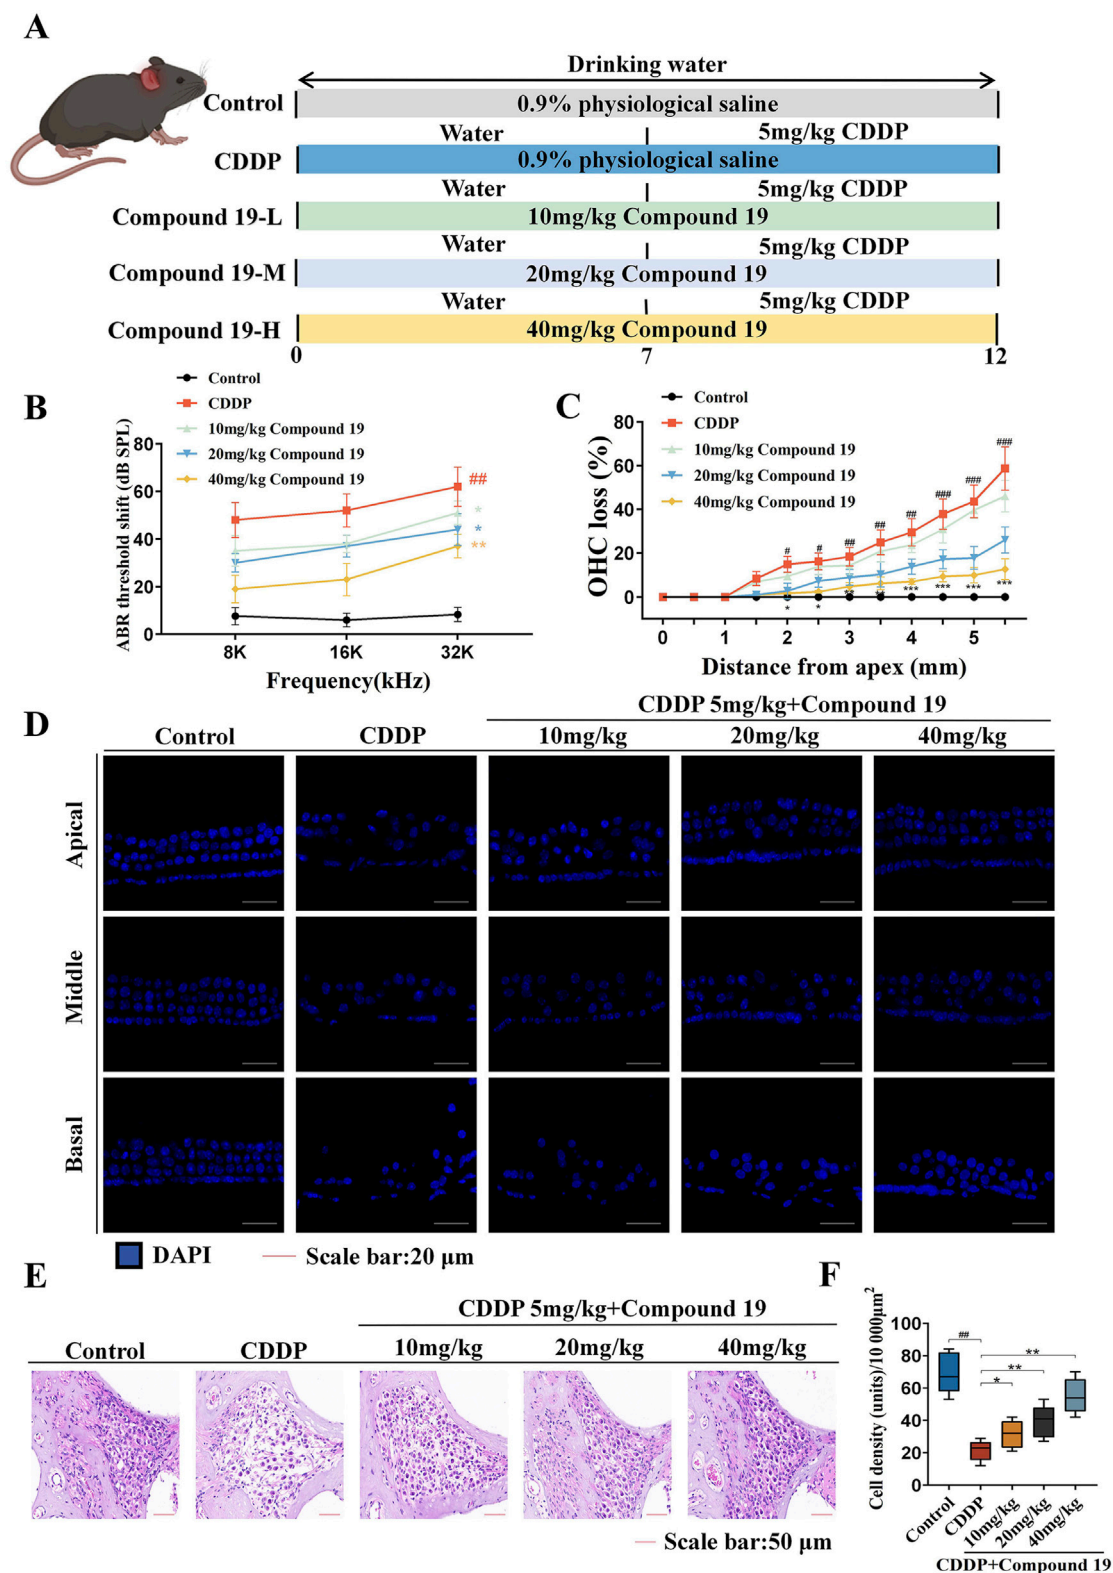 A
Drinking water
Control
0.9% physiological saline
Water
5mg/kg CDDP
CDDP
0.9% physiological saline
Water
5mg/kg CDDP
Compound 19-L
10mg/kg Compound 19
Water
5mg/kg CDDP
Compound 19-M
20mg/kg Compound 19
Water
5mg/kg CDDP
Compound 19-H
40mg/kg Compound 19
0
7
12
B
Control
CDDP
10mg/kg Compound 19
20mg/kg Compound 19
40mg/kg Compound 19
ABR threshold shift (dB SPL)
80
60
40
20
0
##
*
*
**
8K
16K
32K
Frequency(kHz)
C
Control
CDDP
10mg/kg Compound 19
20mg/kg Compound 19
40mg/kg Compound 19
OHC loss (%)
80
60
40
20
0
#
#
##
##
##
###
###
###
*
*
**
**
***
***
***
***
0
1
2
3
4
5
Distance from apex (mm)
D
CDDP 5mg/kg+Compound 19
Control
CDDP
10mg/kg
20mg/kg
40mg/kg
Apical
Middle
Basal
DAPI
Scale bar:20 μm
E
CDDP 5mg/kg+Compound 19
Control
CDDP
10mg/kg
20mg/kg
40mg/kg
Scale bar:50 μm
F
Cell density (units)/10 000μm²
100
80
60
40
20
0
##
*
**
**
Control
CDDP
10mg/kg
20mg/kg
40mg/kg
CDDP+Compound 19